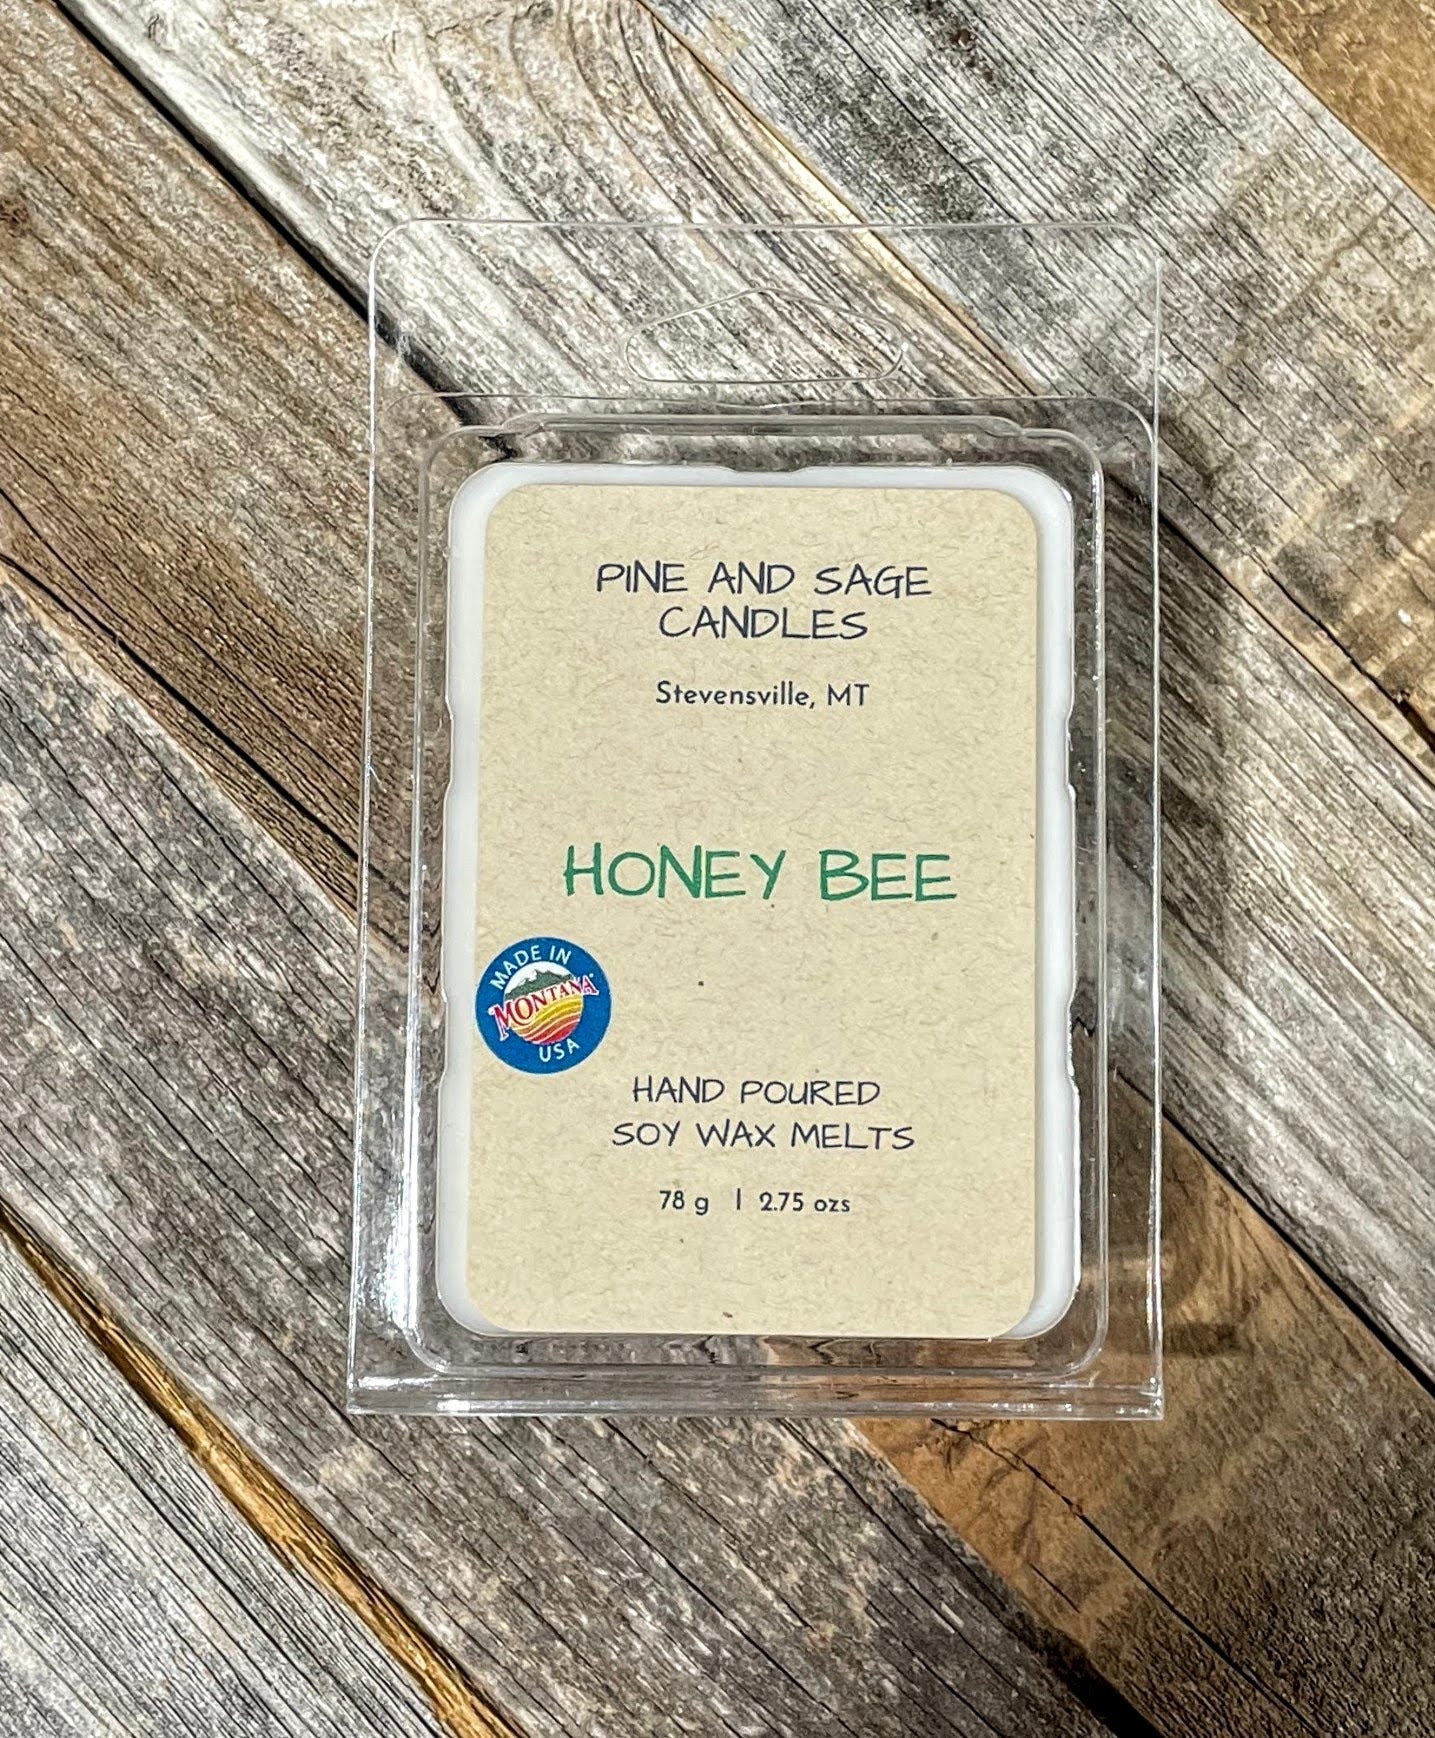 PINE AND SAGE
CANDLES
Stevensville, MT
HONEY BEE
MADE IN
MONTANA
USA
HAND POURED
SOY WAX MELTS
78 g | 2.75 ozs